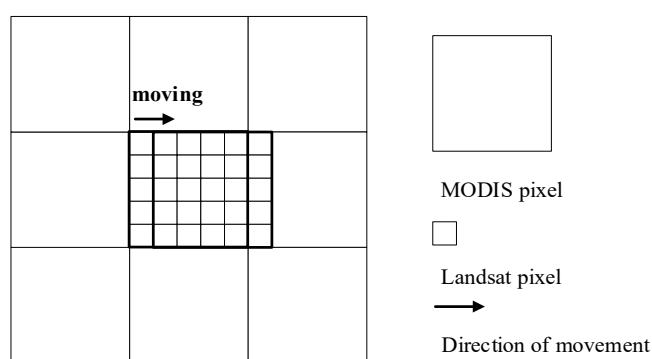 moving
MODIS pixel
Landsat pixel
Direction of movement